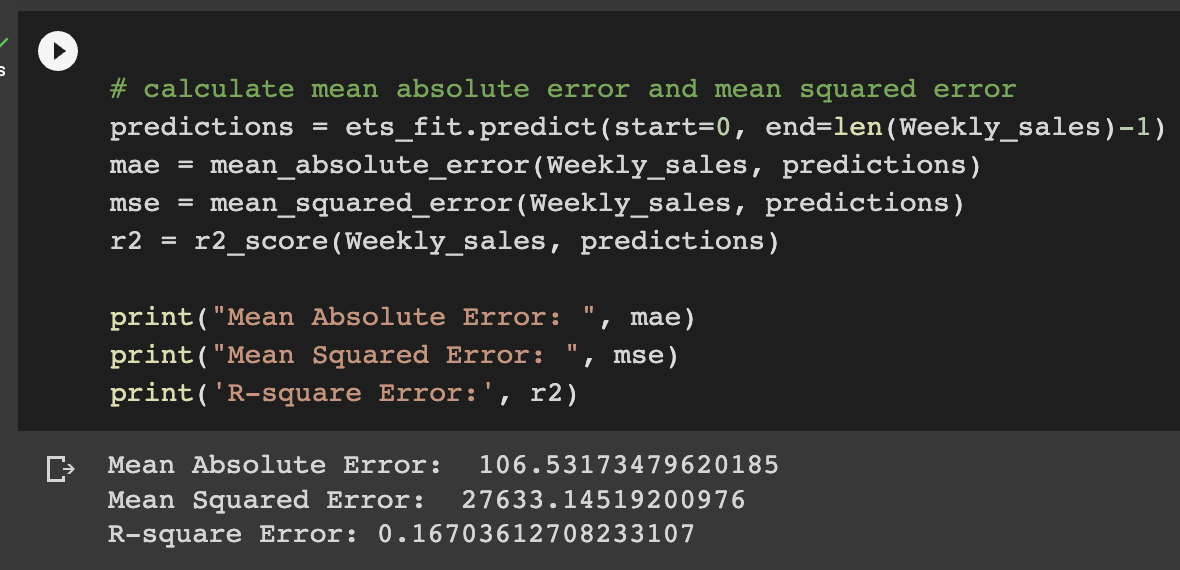 s
# calculate mean absolute error and mean squared error
predictions = ets_fit.predict(start=0, end=len(Weekly_sales)-1)
mae = mean_absolute_error(Weekly_sales, predictions)
mse = mean_squared_error(Weekly_sales, predictions)
r2 = r2_score(Weekly_sales, predictions)
print("Mean Absolute Error: ", mae)
print("Mean Squared Error: ", mse)
print('R-square Error:', r2)
Mean Absolute Error:  106.53173479620185
Mean Squared Error:  27633.14519200976
R-square Error: 0.16703612708233107